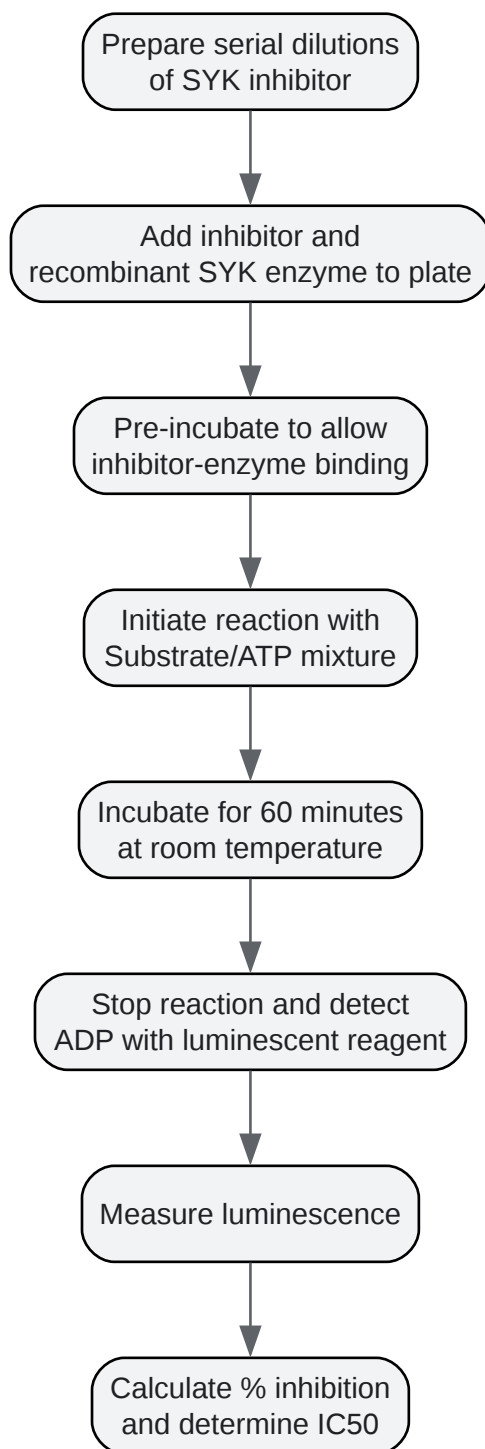 Prepare serial dilutions
of SYK inhibitor
Add inhibitor and
recombinant SYK enzyme to plate
Pre-incubate to allow
inhibitor-enzyme binding
Initiate reaction with
Substrate/ATP mixture
Incubate for 60 minutes
at room temperature
Stop reaction and detect
ADP with luminescent reagent
Measure luminescence
Calculate % inhibition
and determine IC50